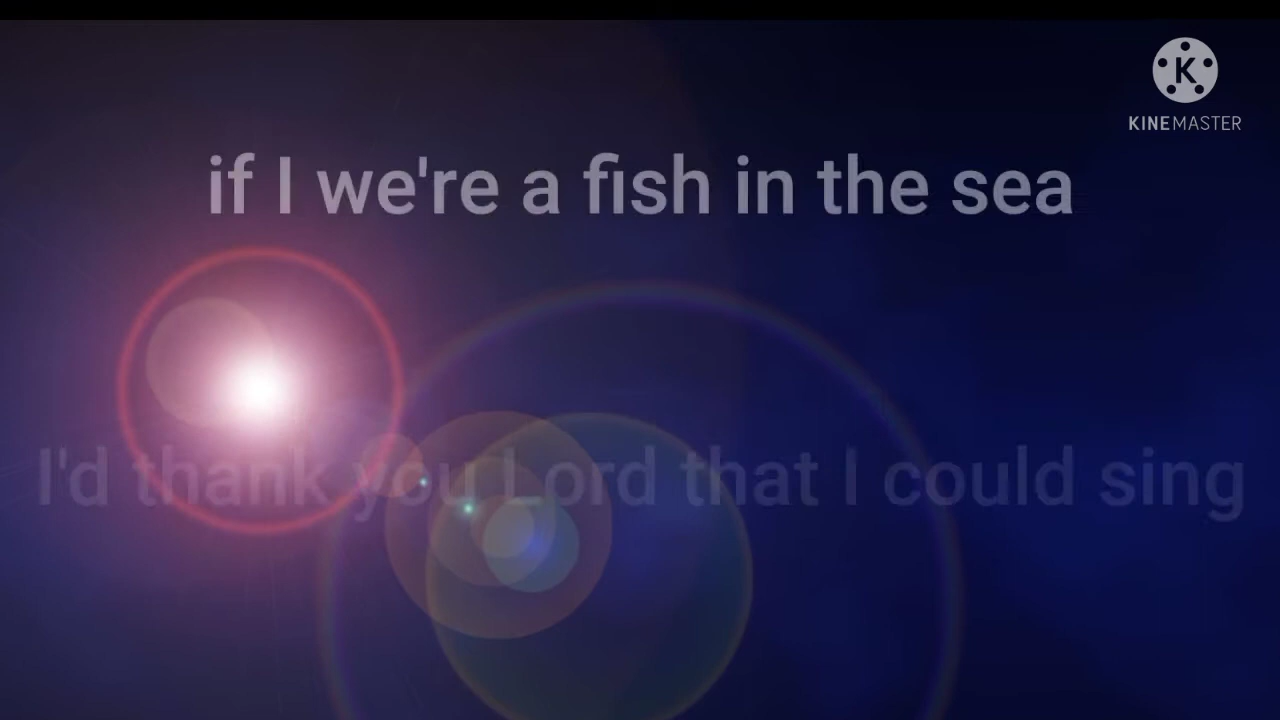 KINEMASTER
if I we're a fish in the sea
I'd thank you Lord that I could sing